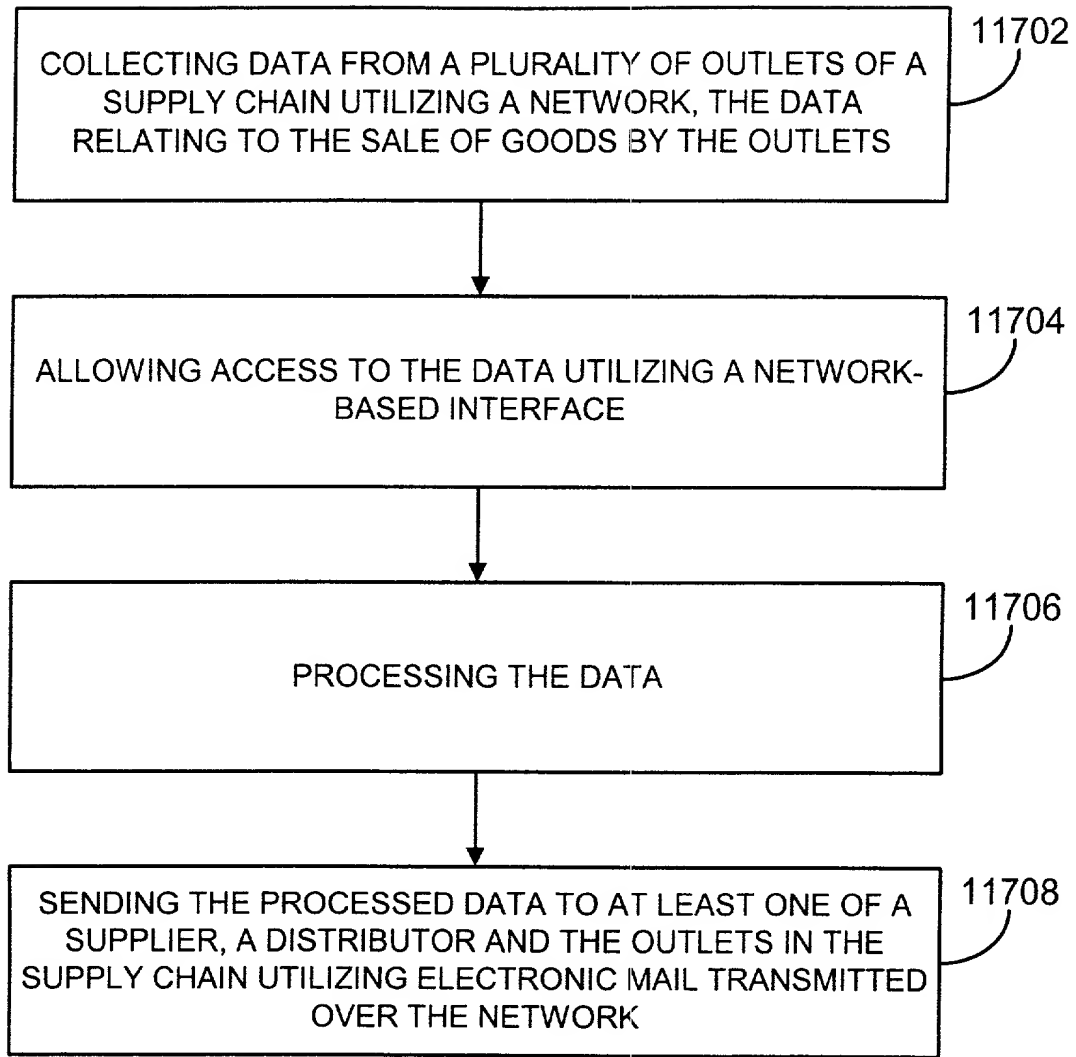 11702
COLLECTING DATA FROM A PLURALITY OF OUTLETS OF A
SUPPLY CHAIN UTILIZING A NETWORK, THE DATA
RELATING TO THE SALE OF GOODS BY THE OUTLETS
11704
ALLOWING ACCESS TO THE DATA UTILIZING A NETWORK-
BASED INTERFACE
11706
PROCESSING THE DATA
11708
SENDING THE PROCESSED DATA TO AT LEAST ONE OF A
SUPPLIER, A DISTRIBUTOR AND THE OUTLETS IN THE
SUPPLY CHAIN UTILIZING ELECTRONIC MAIL TRANSMITTED
OVER THE NETWORK